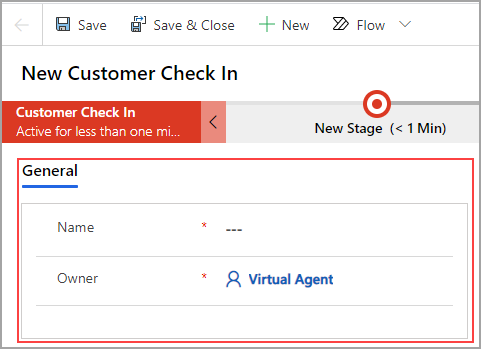 Save Save & Close New Flow
New Customer Check In
Customer Check In
Active for less than one mi...
New Stage (< 1 Min)
General
Name * ---
Owner * Virtual Agent